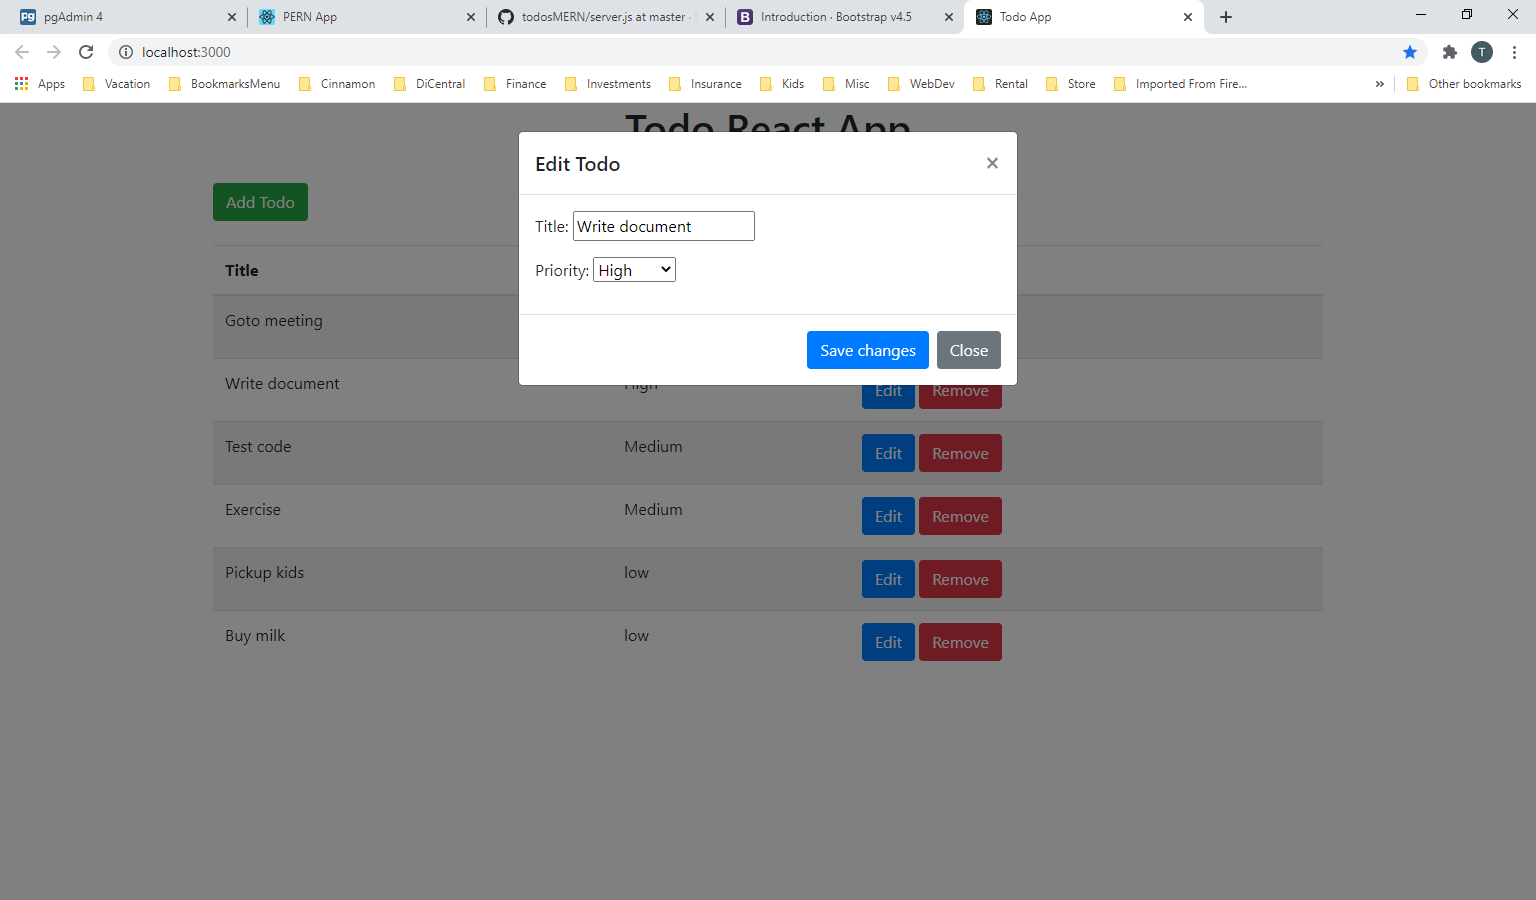 pgAdmin 4
PERN App
todosMERN/server.js at master ·
Introduction · Bootstrap v4.5
Todo App
localhost:3000
T
Apps
Vacation
BookmarksMenu
Cinnamon
DiCentral
Finance
Investments
Insurance
Kids
Misc
WebDev
Rental
Store
Imported From Fire...
»
Other bookmarks
Todo React App
Add Todo
Edit Todo
×
Title: Write document
Priority: High
Save changes Close
Title
Goto meeting
Write document High Edit Remove
Test code Medium Edit Remove
Exercise Medium Edit Remove
Pickup kids low Edit Remove
Buy milk low Edit Remove